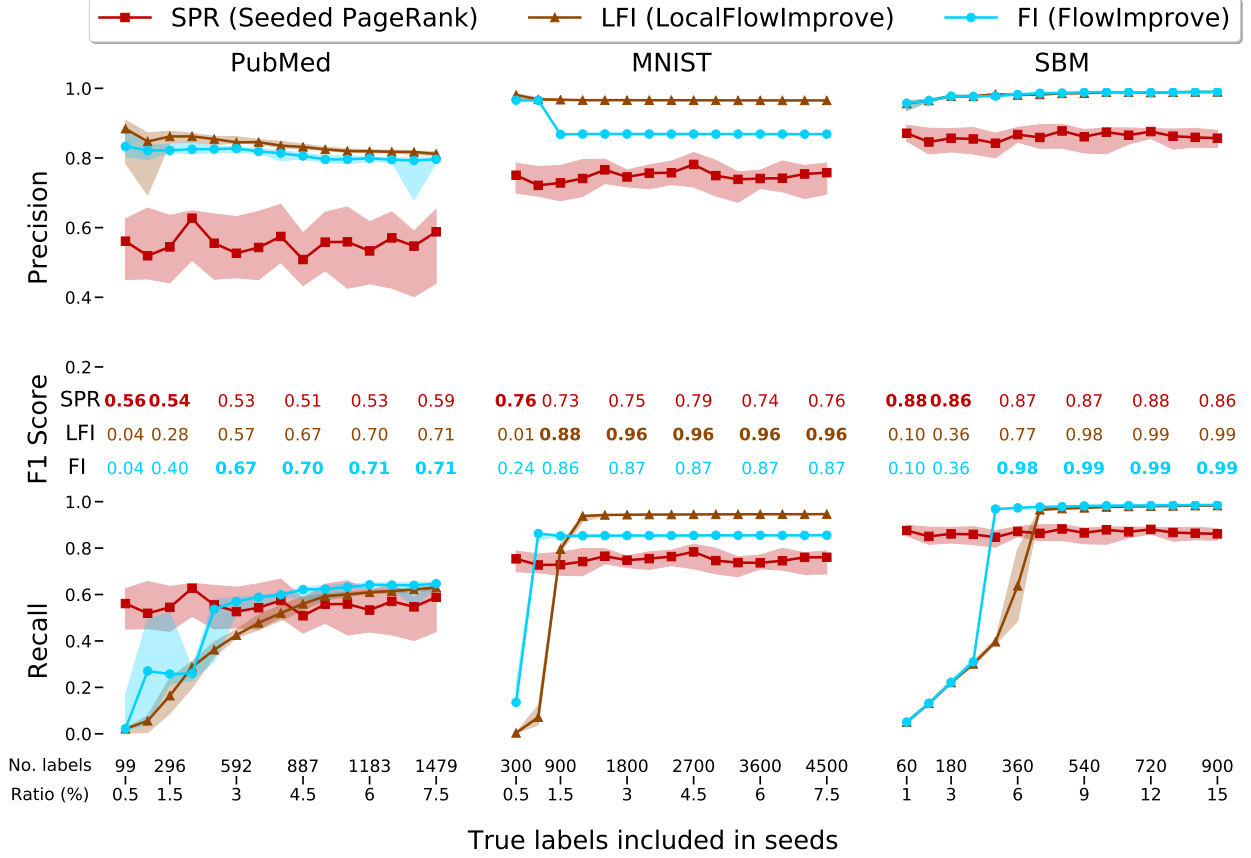 SPR (Seeded PageRank) LFI (LocalFlowImprove) FI (FlowImprove)
PubMed MNIST SBM
1.0
0.8
0.6
0.4
0.2
Precision
F1 Score
SPR 0.56 0.54 0.53 0.51 0.53 0.59 0.76 0.73 0.75 0.79 0.74 0.76 0.88 0.86 0.87 0.87 0.88 0.86
LFI 0.04 0.28 0.57 0.67 0.70 0.71 0.01 0.88 0.96 0.96 0.96 0.96 0.10 0.36 0.77 0.98 0.99 0.99
FI 0.04 0.40 0.67 0.70 0.71 0.71 0.24 0.86 0.87 0.87 0.87 0.87 0.10 0.36 0.98 0.99 0.99 0.99
1.0
0.8
0.6
0.4
0.2
0.0
Recall
No. labels 99 296 592 887 1183 1479 300 900 1800 2700 3600 4500 60 180 360 540 720 900
Ratio (%) 0.5 1.5 3 4.5 6 7.5 0.5 1.5 3 4.5 6 7.5 1 3 6 9 12 15
True labels included in seeds